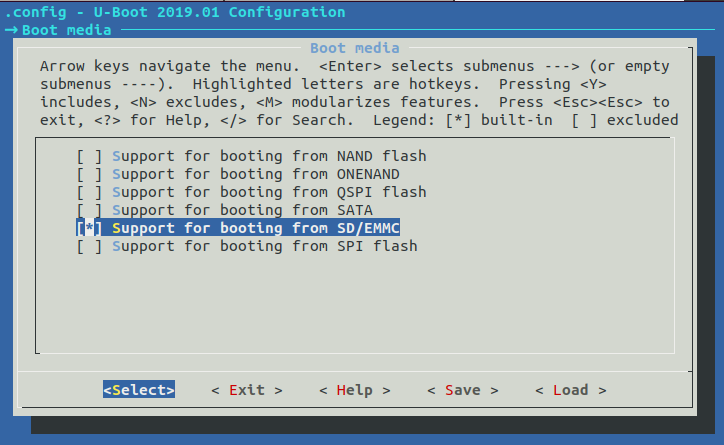 .config - U-Boot 2019.01 Configuration
→ Boot media
Boot media
Arrow keys navigate the menu. <Enter> selects submenus ---> (or empty
submenus ----). Highlighted letters are hotkeys. Pressing <Y>
includes, <N> excludes, <M> modularizes features. Press <Esc><Esc> to
exit, <?> for Help, </> for Search. Legend: [*] built-in [ ] excluded
[ ] Support for booting from NAND flash
[ ] Support for booting from ONENAND
[ ] Support for booting from QSPI flash
[ ] Support for booting from SATA
[*] Support for booting from SD/EMMC
[ ] Support for booting from SPI flash
<Select> < Exit > < Help > < Save > < Load >